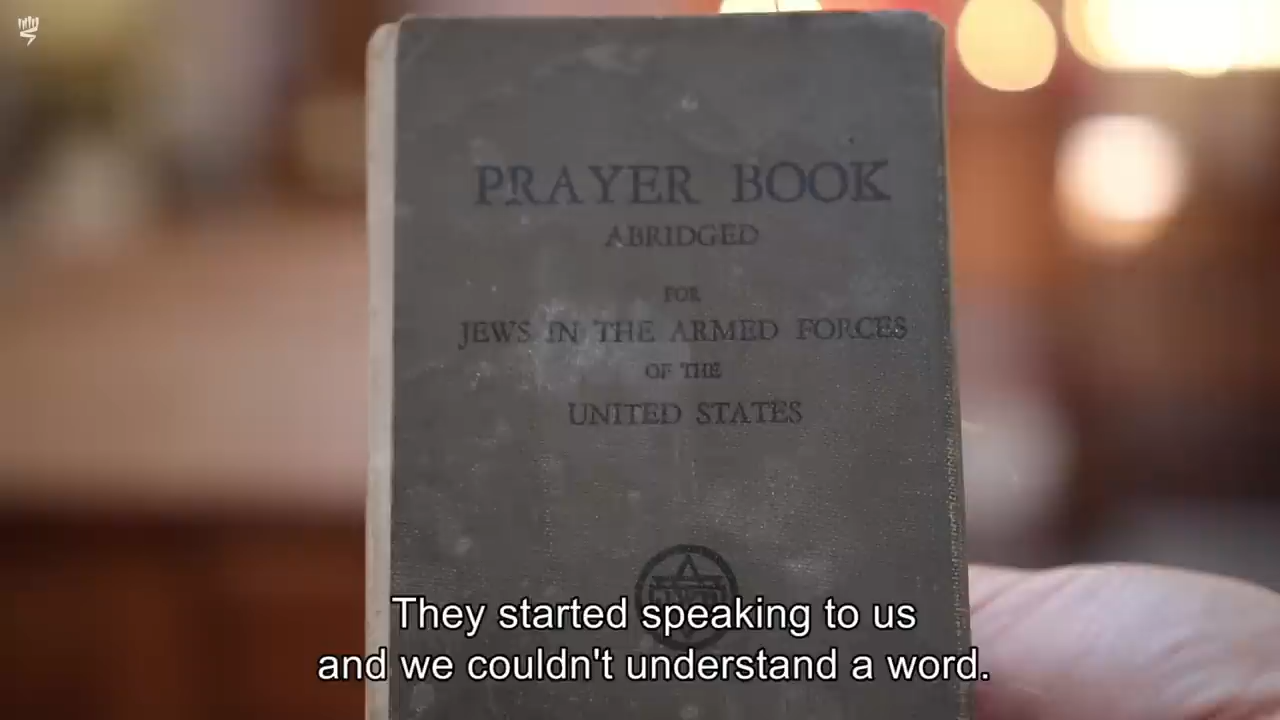 PRAYER BOOK
ABRIDGED
FOR
JEWS IN THE ARMED FORCES
OF THE
UNITED STATES
They started speaking to us
and we couldn't understand a word.